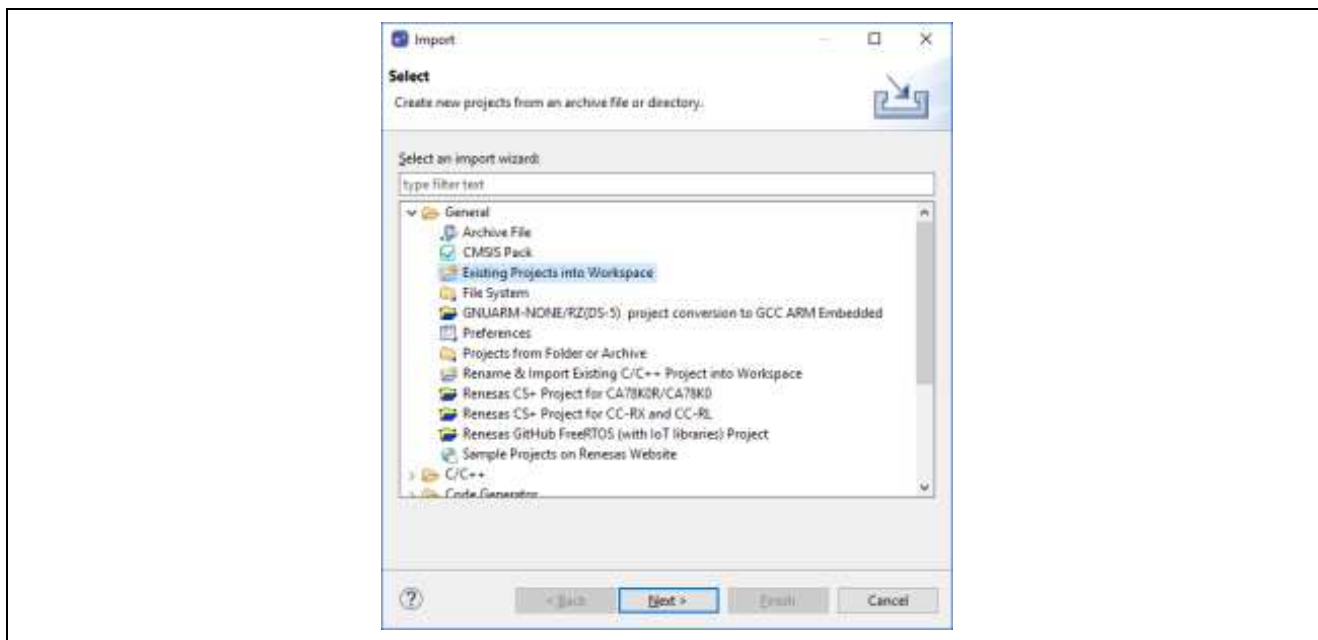 Import
Select
Create new projects from an archive file or directory.
Select an import wizard:
type filter text
General
Archive File
CMSIS Pack
Existing Projects into Workspace
File System
GNUARM-NONE/RZ(DS-5) project conversion to GCC ARM Embedded
Preferences
Projects from Folder or Archive
Rename & Import Existing C/C++ Project into Workspace
Renesas CS+ Project for CA78K0R/CA78K0
Renesas CS+ Project for CC-RX and CC-RL
Renesas GitHub FreeRTOS (with IoT libraries) Project
Sample Projects on Renesas Website
C/C++
Code Generator
< Back Next > Finish Cancel